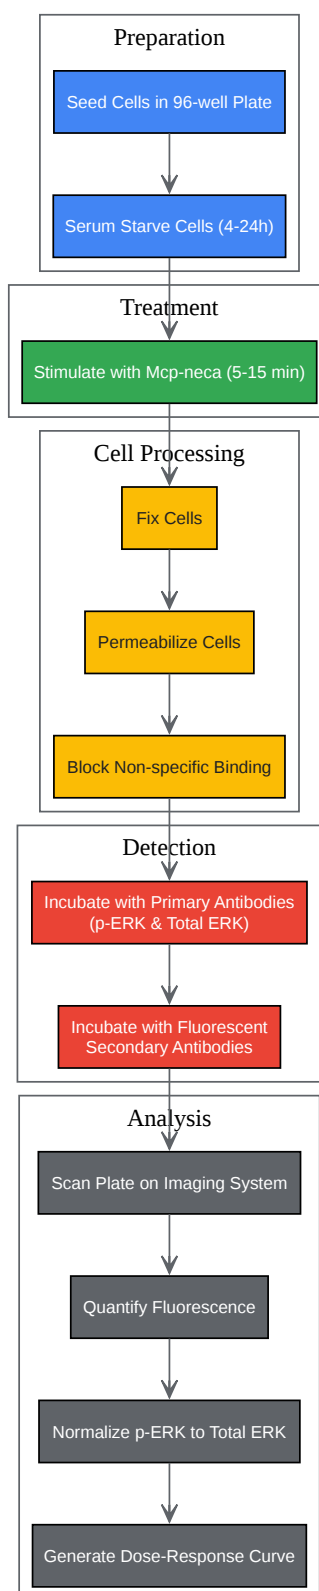 Preparation
Seed Cells in 96-well Plate
Serum Starve Cells (4-24h)
Treatment
Stimulate with Mcp-neca (5-15 min)
Cell Processing
Fix Cells
Permeabilize Cells
Block Non-specific Binding
Detection
Incubate with Primary Antibodies
(p-ERK & Total ERK)
Incubate with Fluorescent
Secondary Antibodies
Analysis
Scan Plate on Imaging System
Quantify Fluorescence
Normalize p-ERK to Total ERK
Generate Dose-Response Curve